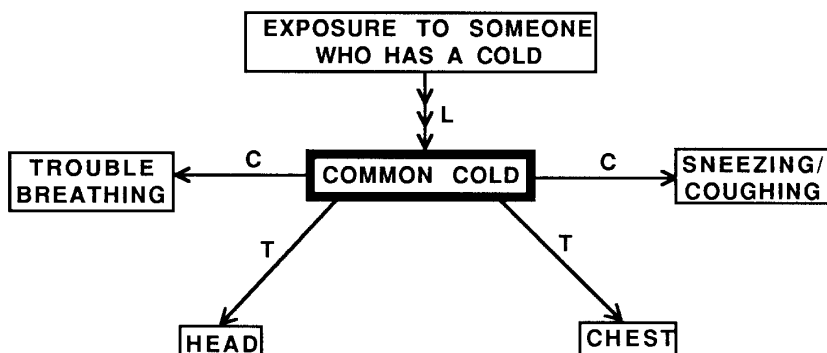 EXPOSURE TO SOMEONE
WHO HAS A COLD
L
TROUBLE
BREATHING
C
COMMON COLD
C
SNEEZING/
COUGHING
T
T
HEAD
CHEST